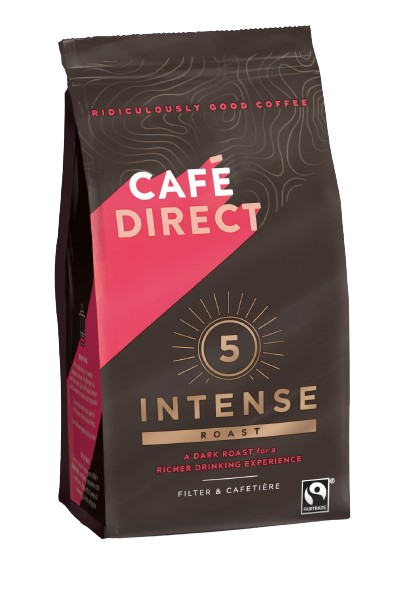 RIDICULOUSLY GOOD COFFEE
CAFÉ
DIRECT
5
INTENSE
ROAST
A DARK ROAST for a
RICHER DRINKING EXPERIENCE
FILTER & CAFETIÈRE
FAIRTRADE
®